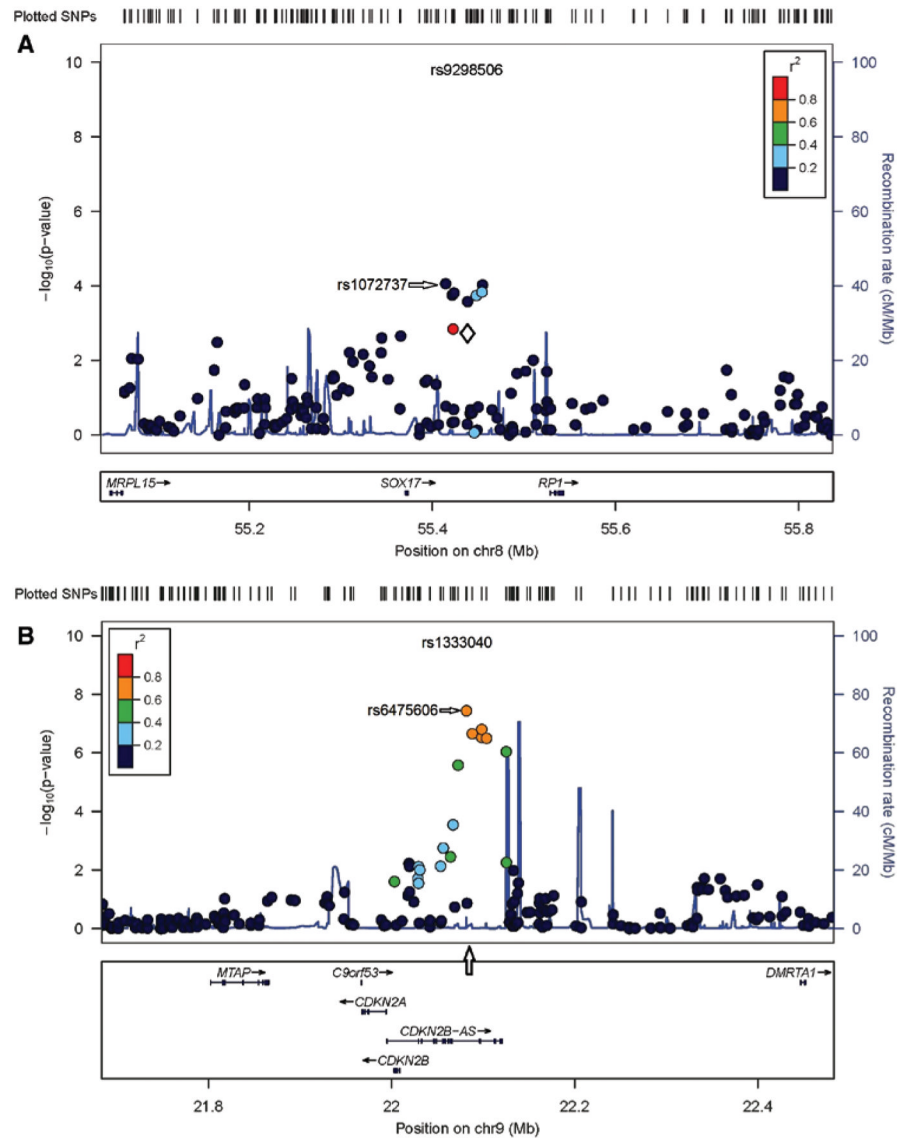 Plotted SNPs
A
rs9298506
10
8
6
4
2
0
−log10(p−value)
100
80
60
40
20
0
Recombination rate (cM/Mb)
r2
0.8
0.6
0.4
0.2
rs1072737
MRPL15
SOX17
RP1
55.2
55.4
55.6
55.8
Position on chr8 (Mb)
Plotted SNPs
B
rs1333040
10
8
6
4
2
0
−log10(p−value)
100
80
60
40
20
0
Recombination rate (cM/Mb)
r2
0.8
0.6
0.4
0.2
rs6475606
MTAP
C9orf53
DMRTA1
CDKN2A
CDKN2B−AS
CDKN2B
21.8
22
22.2
22.4
Position on chr9 (Mb)